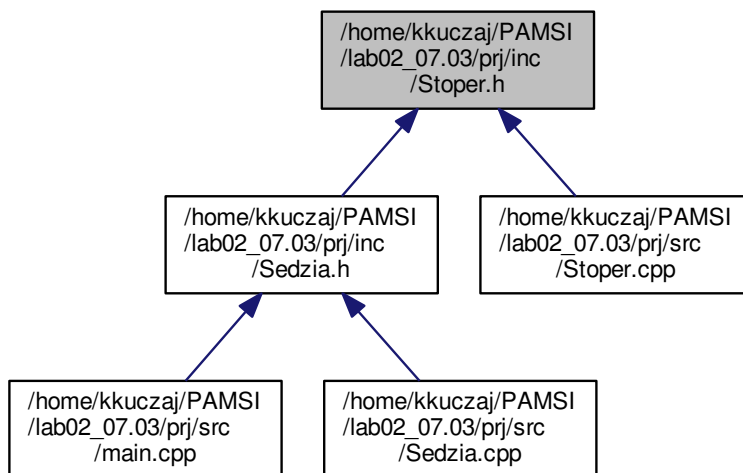 /home/kkuczaj/PAMSI
/lab02_07.03/prj/inc
/Stoper.h
/home/kkuczaj/PAMSI
/lab02_07.03/prj/inc
/Sedzia.h
/home/kkuczaj/PAMSI
/lab02_07.03/prj/src
/Stoper.cpp
/home/kkuczaj/PAMSI
/lab02_07.03/prj/src
/main.cpp
/home/kkuczaj/PAMSI
/lab02_07.03/prj/src
/Sedzia.cpp